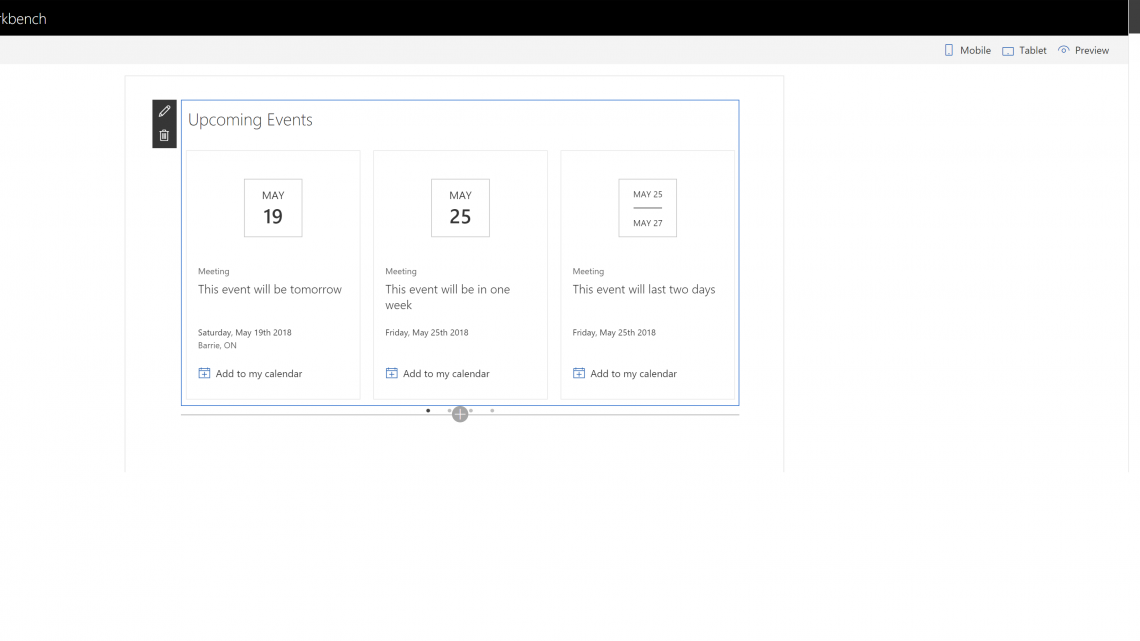 rkbench
Mobile Tablet Preview
Upcoming Events
MAY
19
Meeting
This event will be tomorrow
Saturday, May 19th 2018
Barrie, ON
Add to my calendar
MAY
25
Meeting
This event will be in one
week
Friday, May 25th 2018
Add to my calendar
MAY 25
MAY 27
Meeting
This event will last two days
Friday, May 25th 2018
Add to my calendar